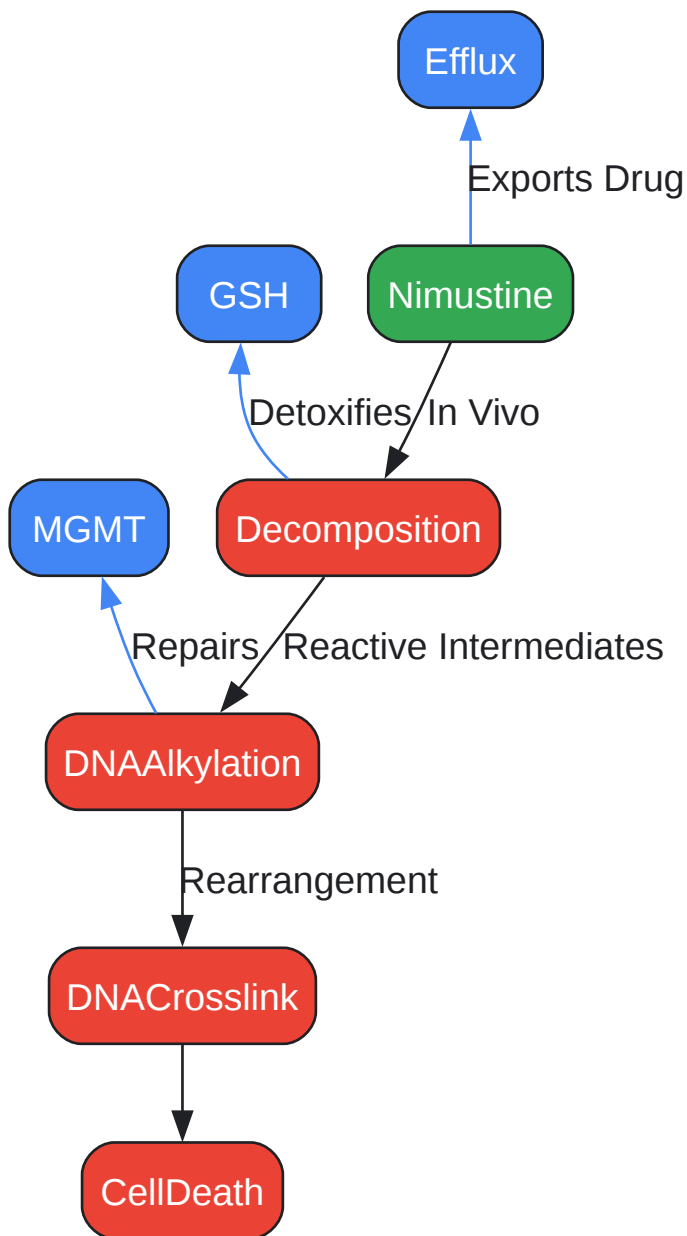 Efflux
Exports Drug
GSH
Nimustine
Detoxifies
In Vivo
MGMT
Decomposition
Repairs
Reactive Intermediates
DNAAlkylation
Rearrangement
DNACrosslink
CellDeath